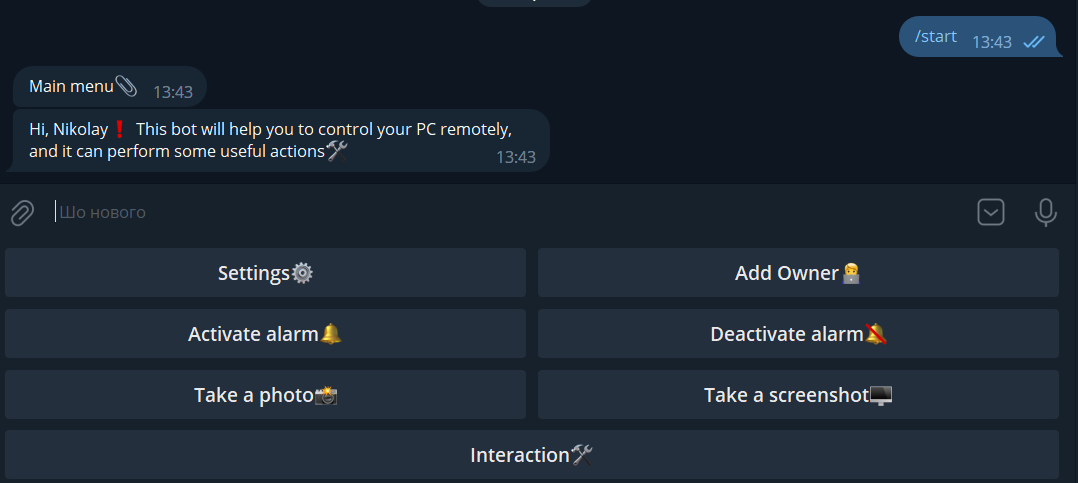 /start 13:43
Main menu📎 13:43
Hi, Nikolay❗ This bot will help you to control your PC remotely,
and it can perform some useful actions🛠 13:43
Шо нового
Settings⚙️ Add Owner👨‍💻
Activate alarm🔔 Deactivate alarm🔕
Take a photo📸 Take a screenshot🖥
Interaction🛠